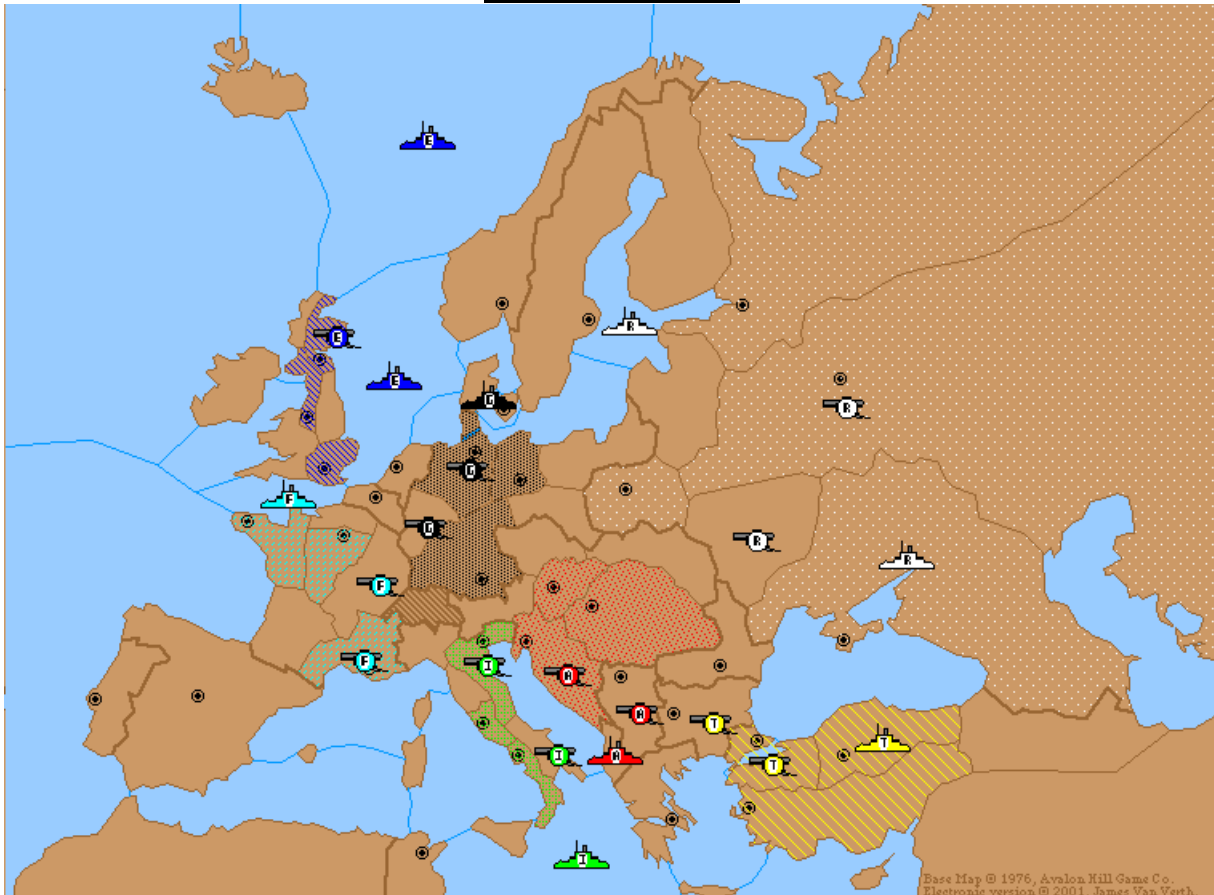 E
R
E
E
G
R
G
F
G
R
R
F
F
I
A
A
T
T
I
A
T
I
Base Map © 1976, Avalon Hill Game Co.
Electronic version © 2001, James Van Verth.